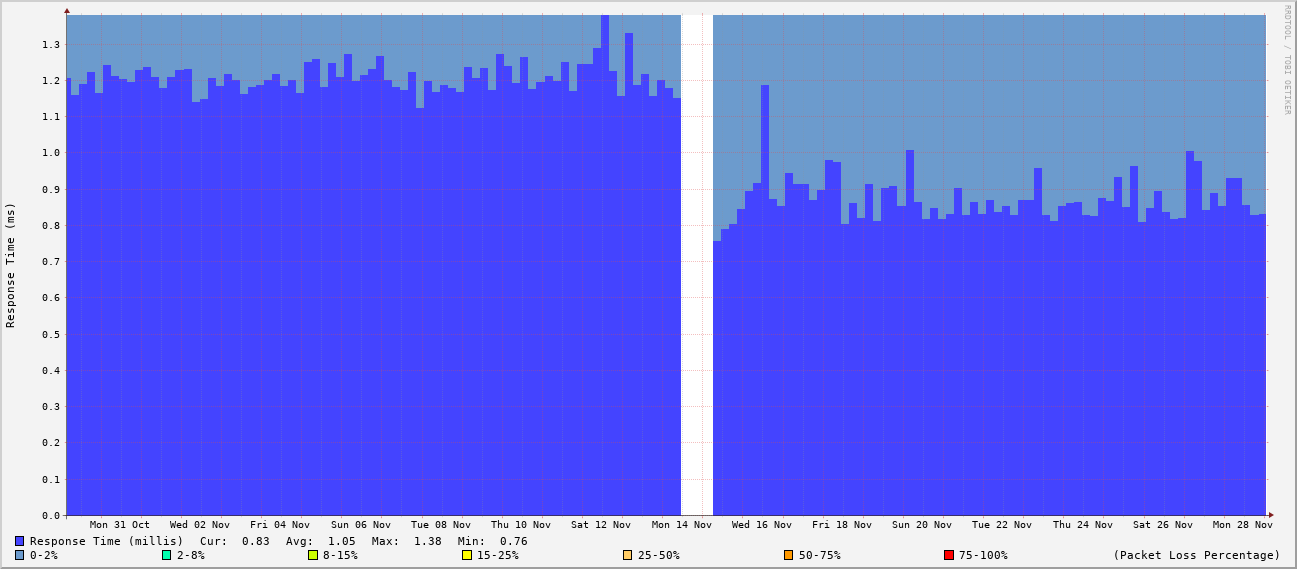 RRDTOOL / TOBI OETIKER
Response Time (ms)
1.3
1.2
1.1
1.0
0.9
0.8
0.7
0.6
0.5
0.4
0.3
0.2
0.1
0.0
Mon 31 Oct Wed 02 Nov Fri 04 Nov Sun 06 Nov Tue 08 Nov Thu 10 Nov Sat 12 Nov Mon 14 Nov Wed 16 Nov Fri 18 Nov Sun 20 Nov Tue 22 Nov Thu 24 Nov Sat 26 Nov Mon 28 Nov
Response Time (millis) Cur: 0.83 Avg: 1.05 Max: 1.38 Min: 0.76
0-2% 2-8% 8-15% 15-25% 25-50% 50-75% 75-100% (Packet Loss Percentage)